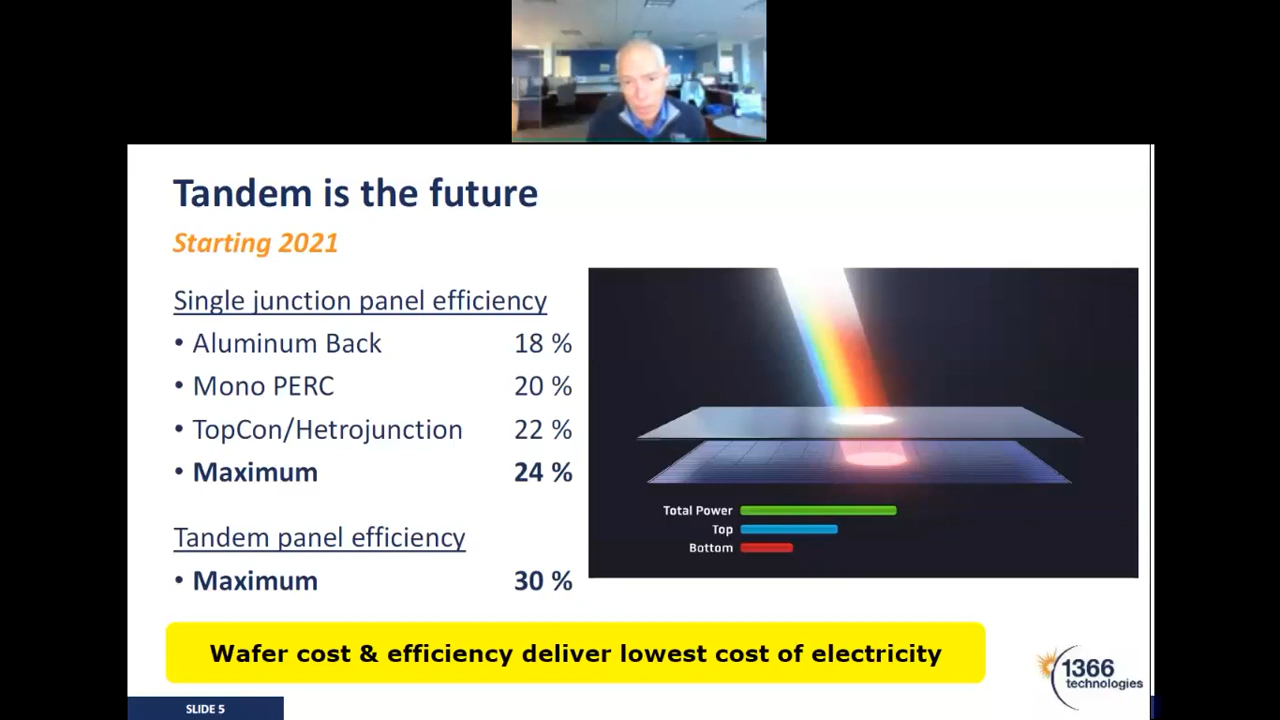 Tandem is the future
Starting 2021
Single junction panel efficiency
• Aluminum Back 18 %
• Mono PERC 20 %
• TopCon/Hetrojunction 22 %
• Maximum 24 %
Tandem panel efficiency
• Maximum 30 %
Total Power
Top
Bottom
Wafer cost & efficiency deliver lowest cost of electricity
1366
technologies
SLIDE 5